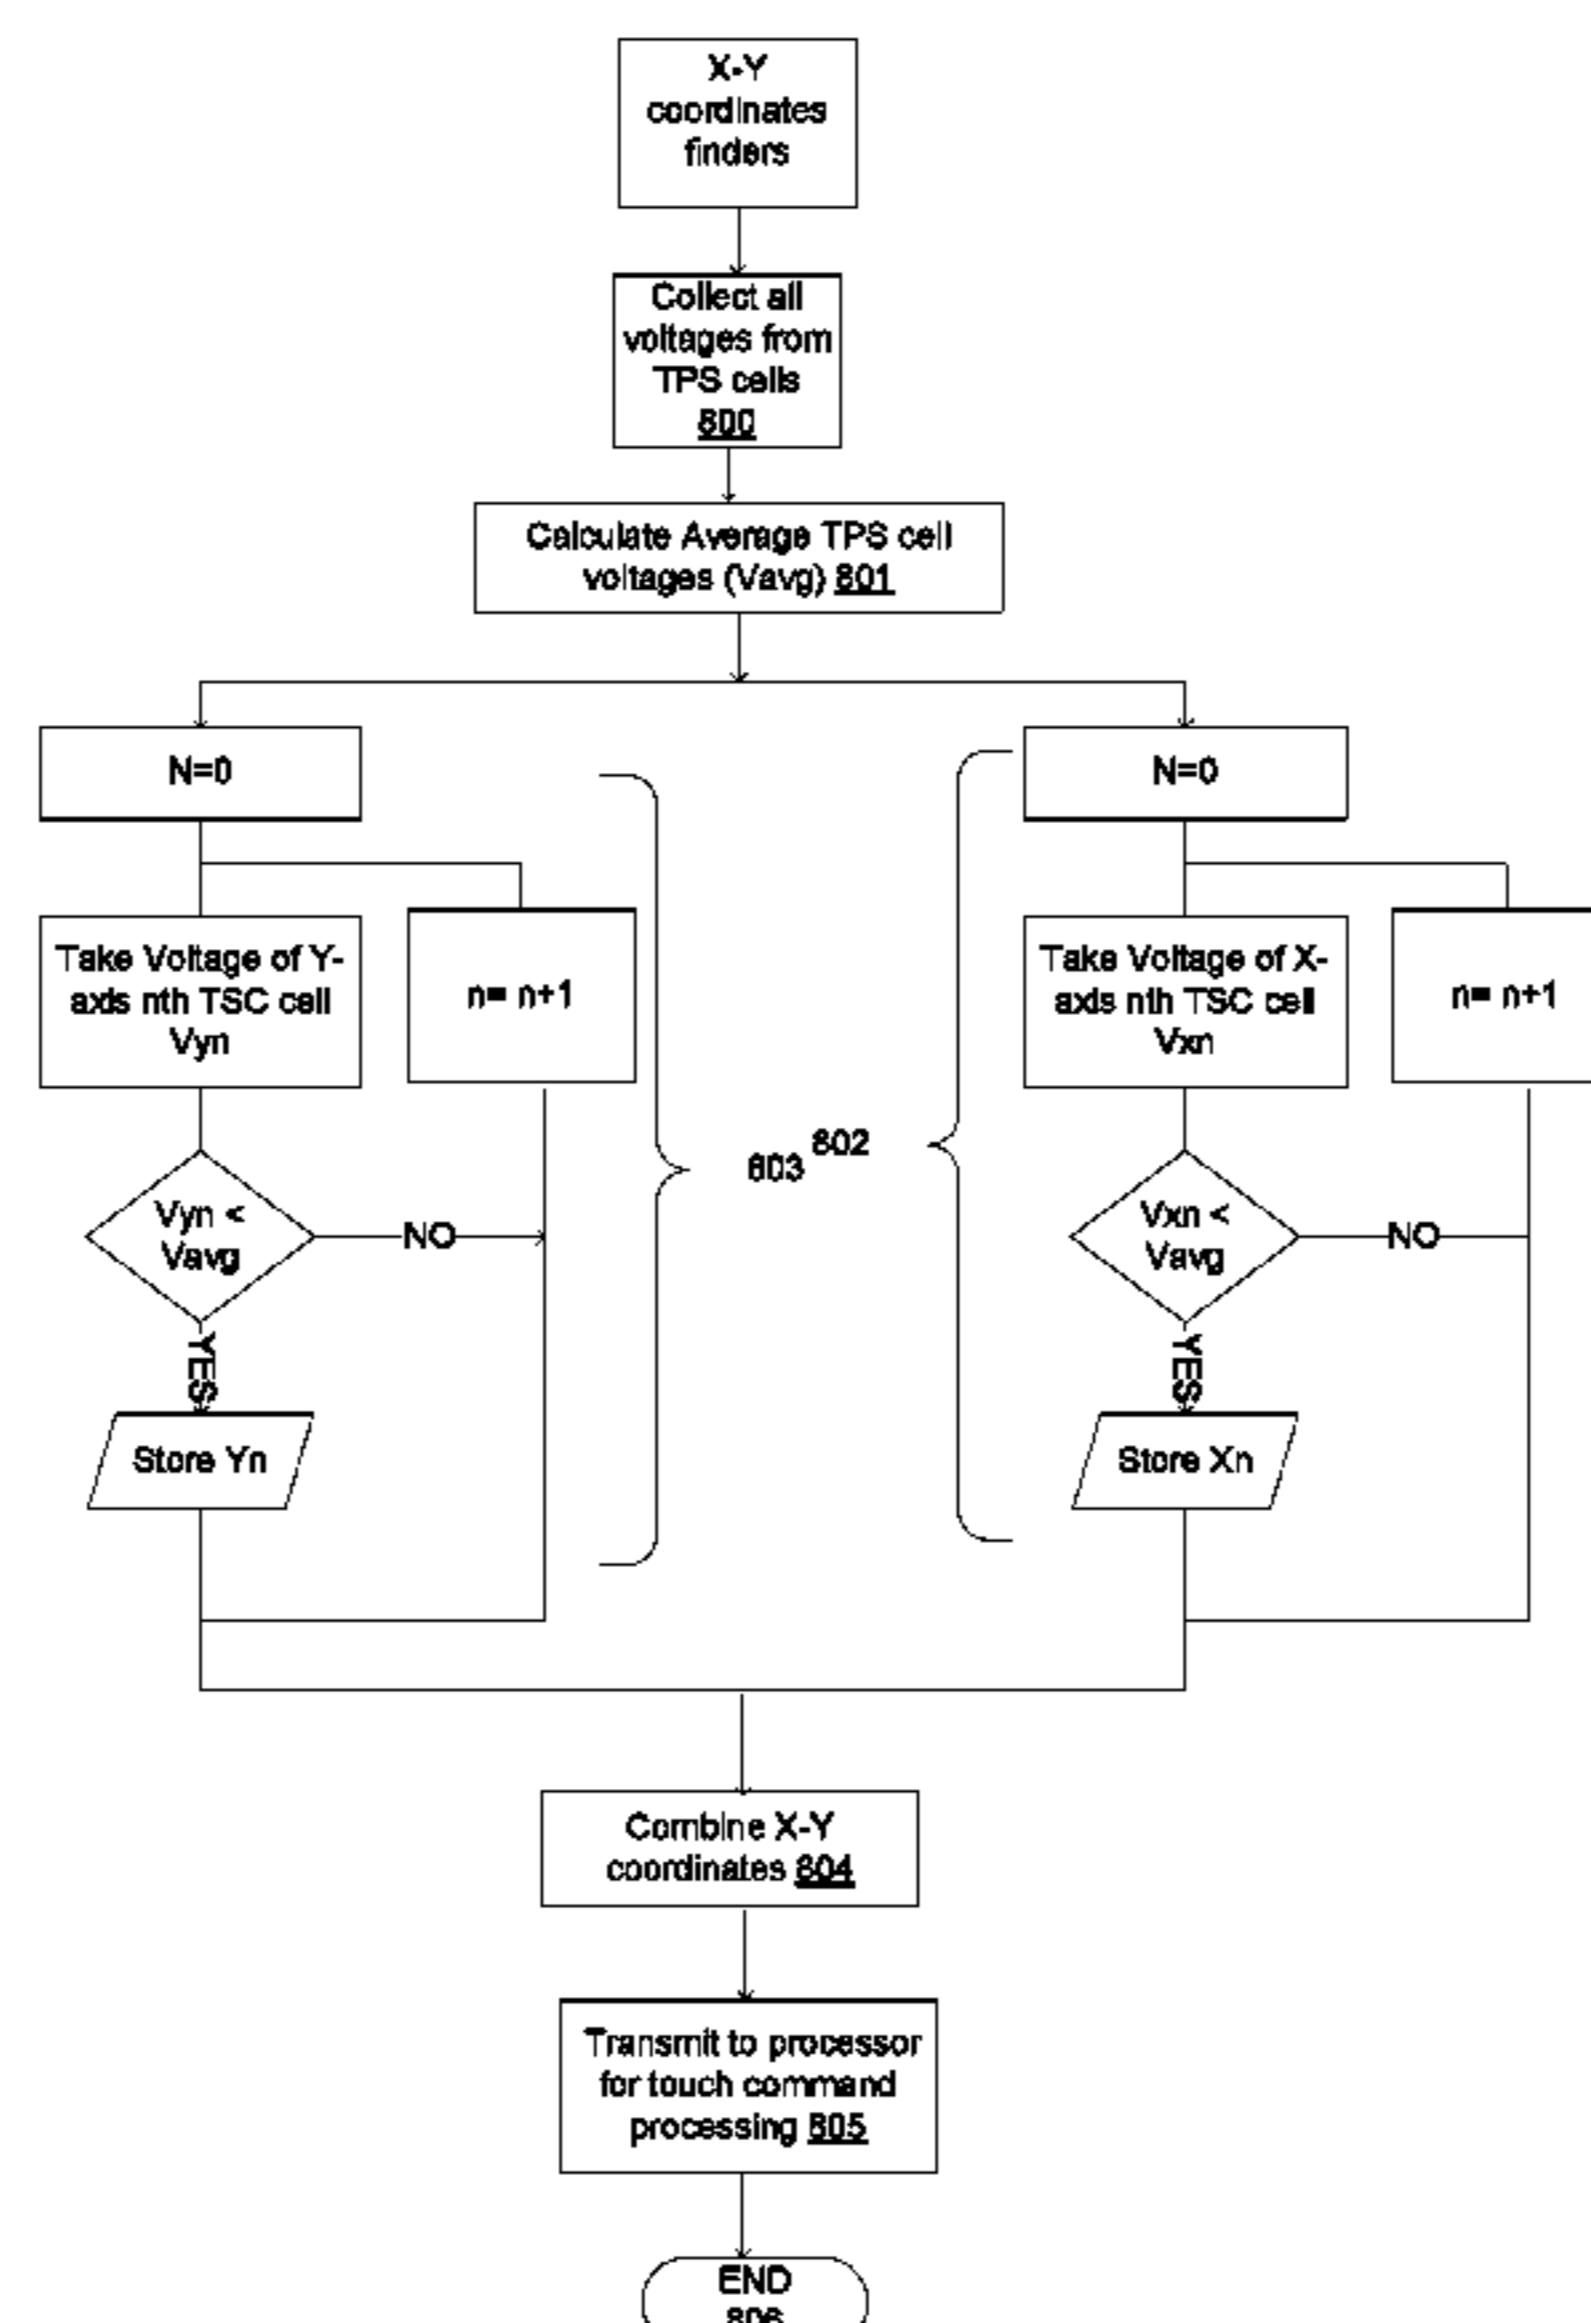 X-Y
coordinates
finders
Collect all
voltages from
TPS cells
800
Calculate Average TPS cell
voltages (Vavg) 801
N=0
N=0
Take Voltage of Y-
axis nth TSC cell
Vyn
n= n+1
Take Voltage of X-
axis nth TSC cell
Vxn
n= n+1
803
802
Vyn <
Vavg
NO
Vxn <
Vavg
NO
YES
YES
Store Yn
Store Xn
Combine X-Y
coordinates 804
Transmit to processor
for touch command
processing 805
END
806